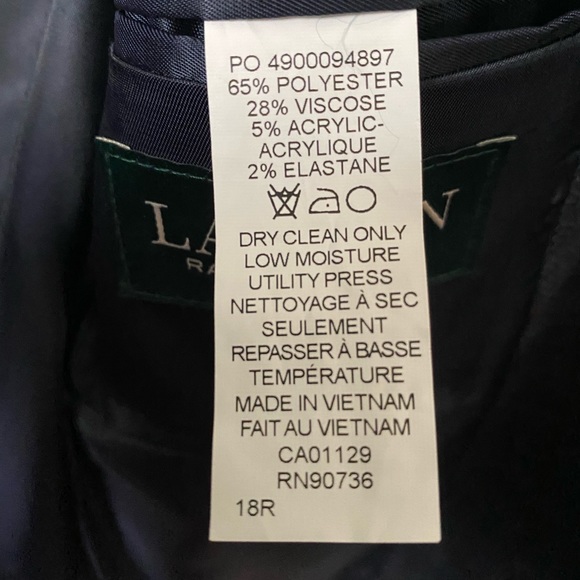 PO 4900094897
65% POLYESTER
28% VISCOSE
5% ACRYLIC-
ACRYLIQUE
2% ELASTANE
DRY CLEAN ONLY
LOW MOISTURE
UTILITY PRESS
NETTOYAGE À SEC
SEULEMENT
REPASSER À BASSE
TEMPÉRATURE
MADE IN VIETNAM
FAIT AU VIETNAM
CA01129
RN90736
18R